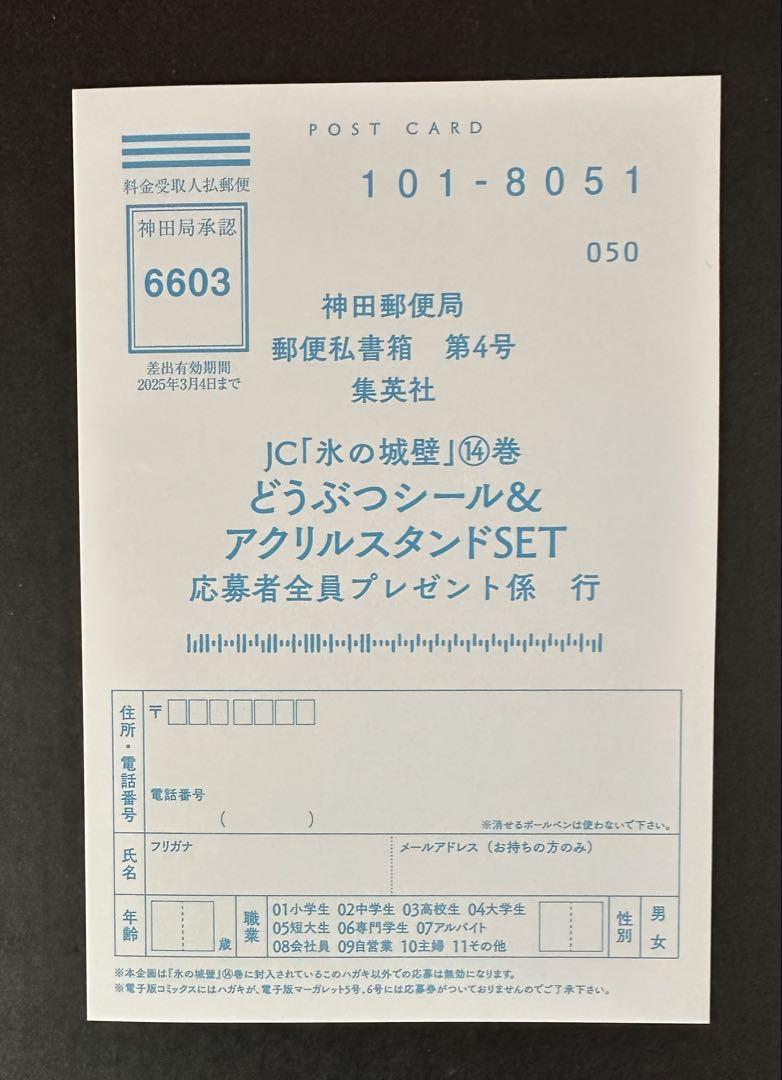 POST CARD
料金受取人払郵便
101-8051
神田局承認
6603
050
差出有効期間
2025年3月4日まで
神田郵便局
郵便私書箱　第4号
集英社
JC「氷の城壁」⑭巻
どうぶつシール&
アクリルスタンドSET
応募者全員プレゼント係　行
住所・電話番号
〒
電話番号
(　　　)
※消せるボールペンは使わないで下さい。
氏名
フリガナ
メールアドレス（お持ちの方のみ）
年齢
歳
職業
01小学生 02中学生 03高校生 04大学生
05短大生 06専門学生 07アルバイト
08会社員 09自営業 10主婦 11その他
性別
男
女
※本企画は『氷の城壁』⑭巻に封入されているこのハガキ以外での応募は無効になります。
※電子版コミックスにはハガキが、電子版マーガレット5号、6号には応募券がついておりませんのでご了承下さい。